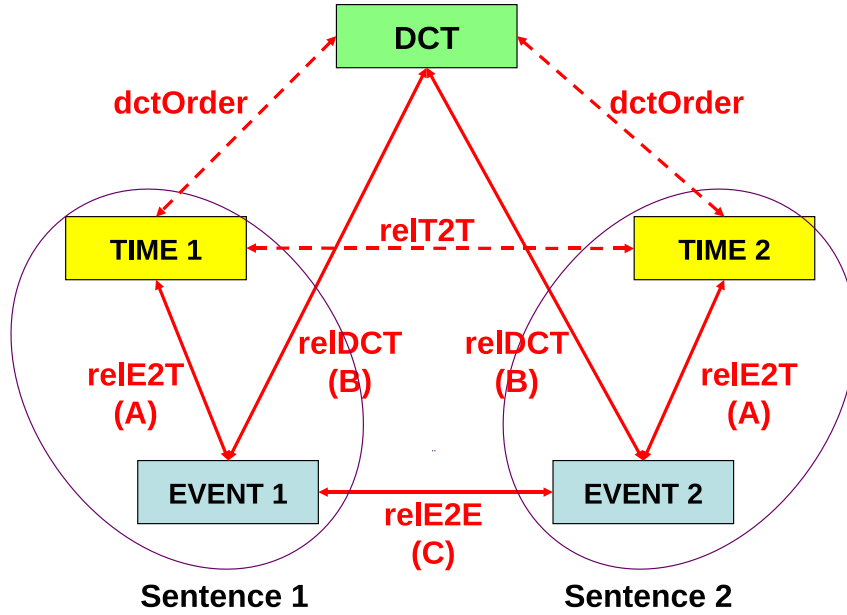 DCT
dctOrder
dctOrder
relT2T
TIME 1
TIME 2
relDCT
(B)
relDCT
(B)
relE2T
(A)
relE2T
(A)
EVENT 1
EVENT 2
relE2E
(C)
Sentence 1
Sentence 2